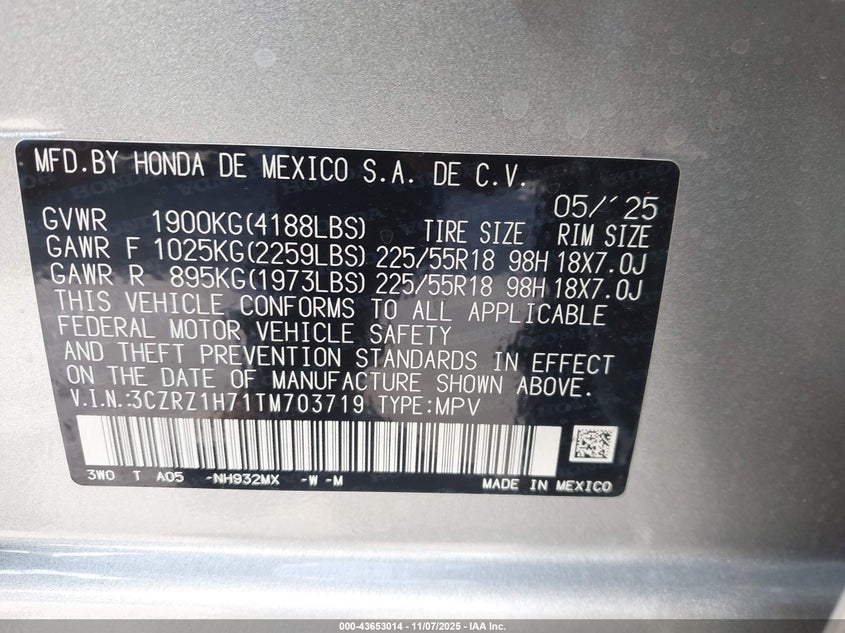 MFD.BY HONDA DE MEXICO S.A. DE C.V.
05/'25
GVWR 1900KG(4188LBS) TIRE SIZE RIM SIZE
GAWR F 1025KG(2259LBS) 225/55R18 98H 18X7.0J
GAWR R 895KG(1973LBS) 225/55R18 98H 18X7.0J
THIS VEHICLE CONFORMS TO ALL APPLICABLE
FEDERAL MOTOR VEHICLE SAFETY
AND THEFT PREVENTION STANDARDS IN EFFECT
ON THE DATE OF MANUFACTURE SHOWN ABOVE.
V.I.N.:3CZRZ1H71TM703719 TYPE:MPV
3W0 T A05 -NH932MX -W -M MADE IN MEXICO
000-43653014 - 11/07/2025 - IAA Inc.